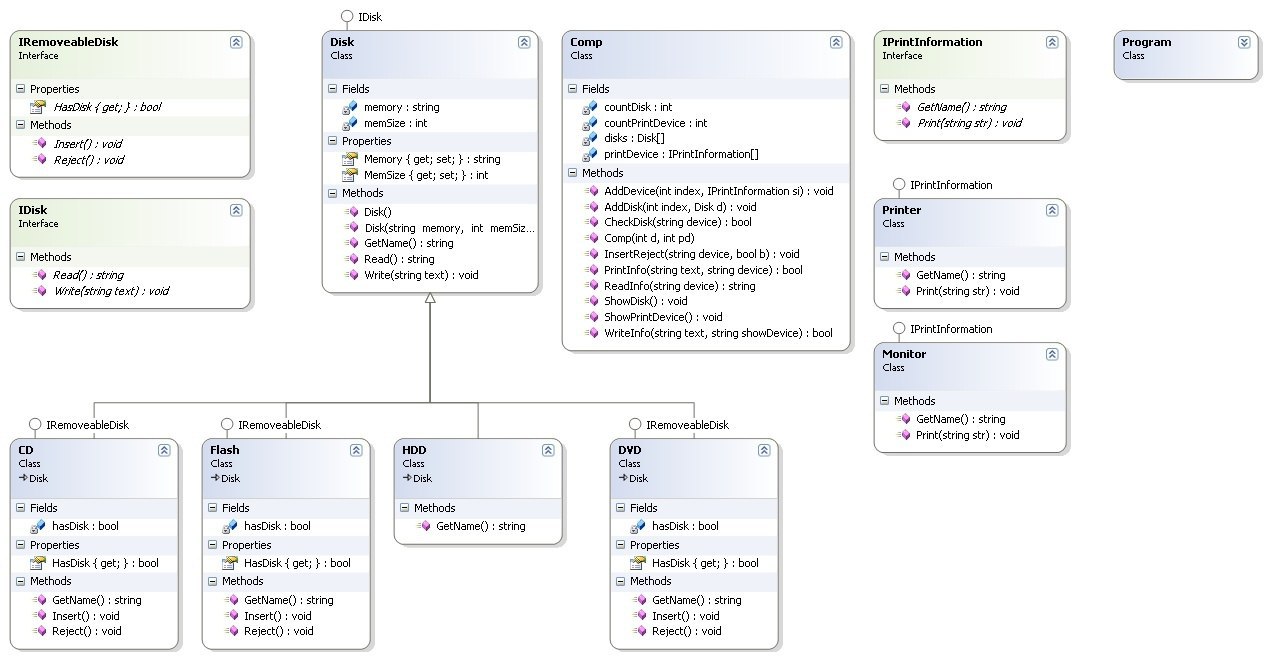 IRemoveableDisk
Interface
Properties
HasDisk { get; } : bool
Methods
Insert() : void
Reject() : void
IDisk
Interface
Methods
Read() : string
Write(string text) : void
IDisk
Disk
Class
Fields
memory : string
memSize : int
Properties
Memory { get; set; } : string
MemSize { get; set; } : int
Methods
Disk()
Disk(string memory, int memSiz...
GetName() : string
Read() : string
Write(string text) : void
Comp
Class
Fields
countDisk : int
countPrintDevice : int
disks : Disk[]
printDevice : IPrintInformation[]
Methods
AddDevice(int index, IPrintInformation si) : void
AddDisk(int index, Disk d) : void
CheckDisk(string device) : bool
Comp(int d, int pd)
InsertReject(string device, bool b) : void
PrintInfo(string text, string device) : bool
ReadInfo(string device) : string
ShowDisk() : void
ShowPrintDevice() : void
WriteInfo(string text, string showDevice) : bool
IPrintInformation
Interface
Methods
GetName() : string
Print(string str) : void
Program
Class
IPrintInformation
Printer
Class
Methods
GetName() : string
Print(string str) : void
IPrintInformation
Monitor
Class
Methods
GetName() : string
Print(string str) : void
IRemoveableDisk
CD
Class
Disk
Fields
hasDisk : bool
Properties
HasDisk { get; } : bool
Methods
GetName() : string
Insert() : void
Reject() : void
IRemoveableDisk
Flash
Class
Disk
Fields
hasDisk : bool
Properties
HasDisk { get; } : bool
Methods
GetName() : string
Insert() : void
Reject() : void
HDD
Class
Disk
Methods
GetName() : string
IRemoveableDisk
DVD
Class
Disk
Fields
hasDisk : bool
Properties
HasDisk { get; } : bool
Methods
GetName() : string
Insert() : void
Reject() : void